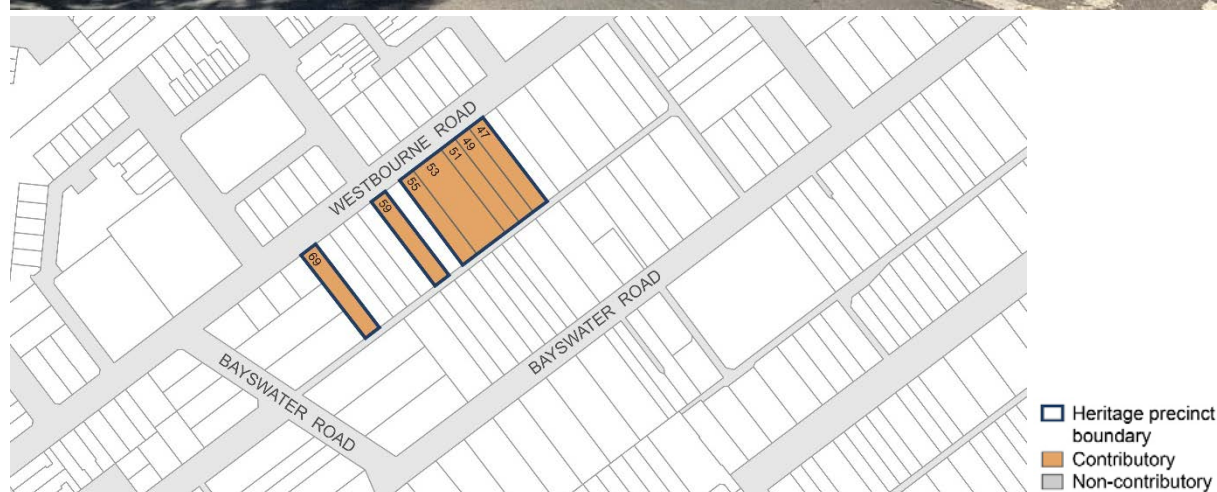 WESTBOURNE ROAD
47
49
51
53
55
59
69
BAYSWATER ROAD
BAYSWATER ROAD
Heritage precinct
boundary
Contributory
Non-contributory